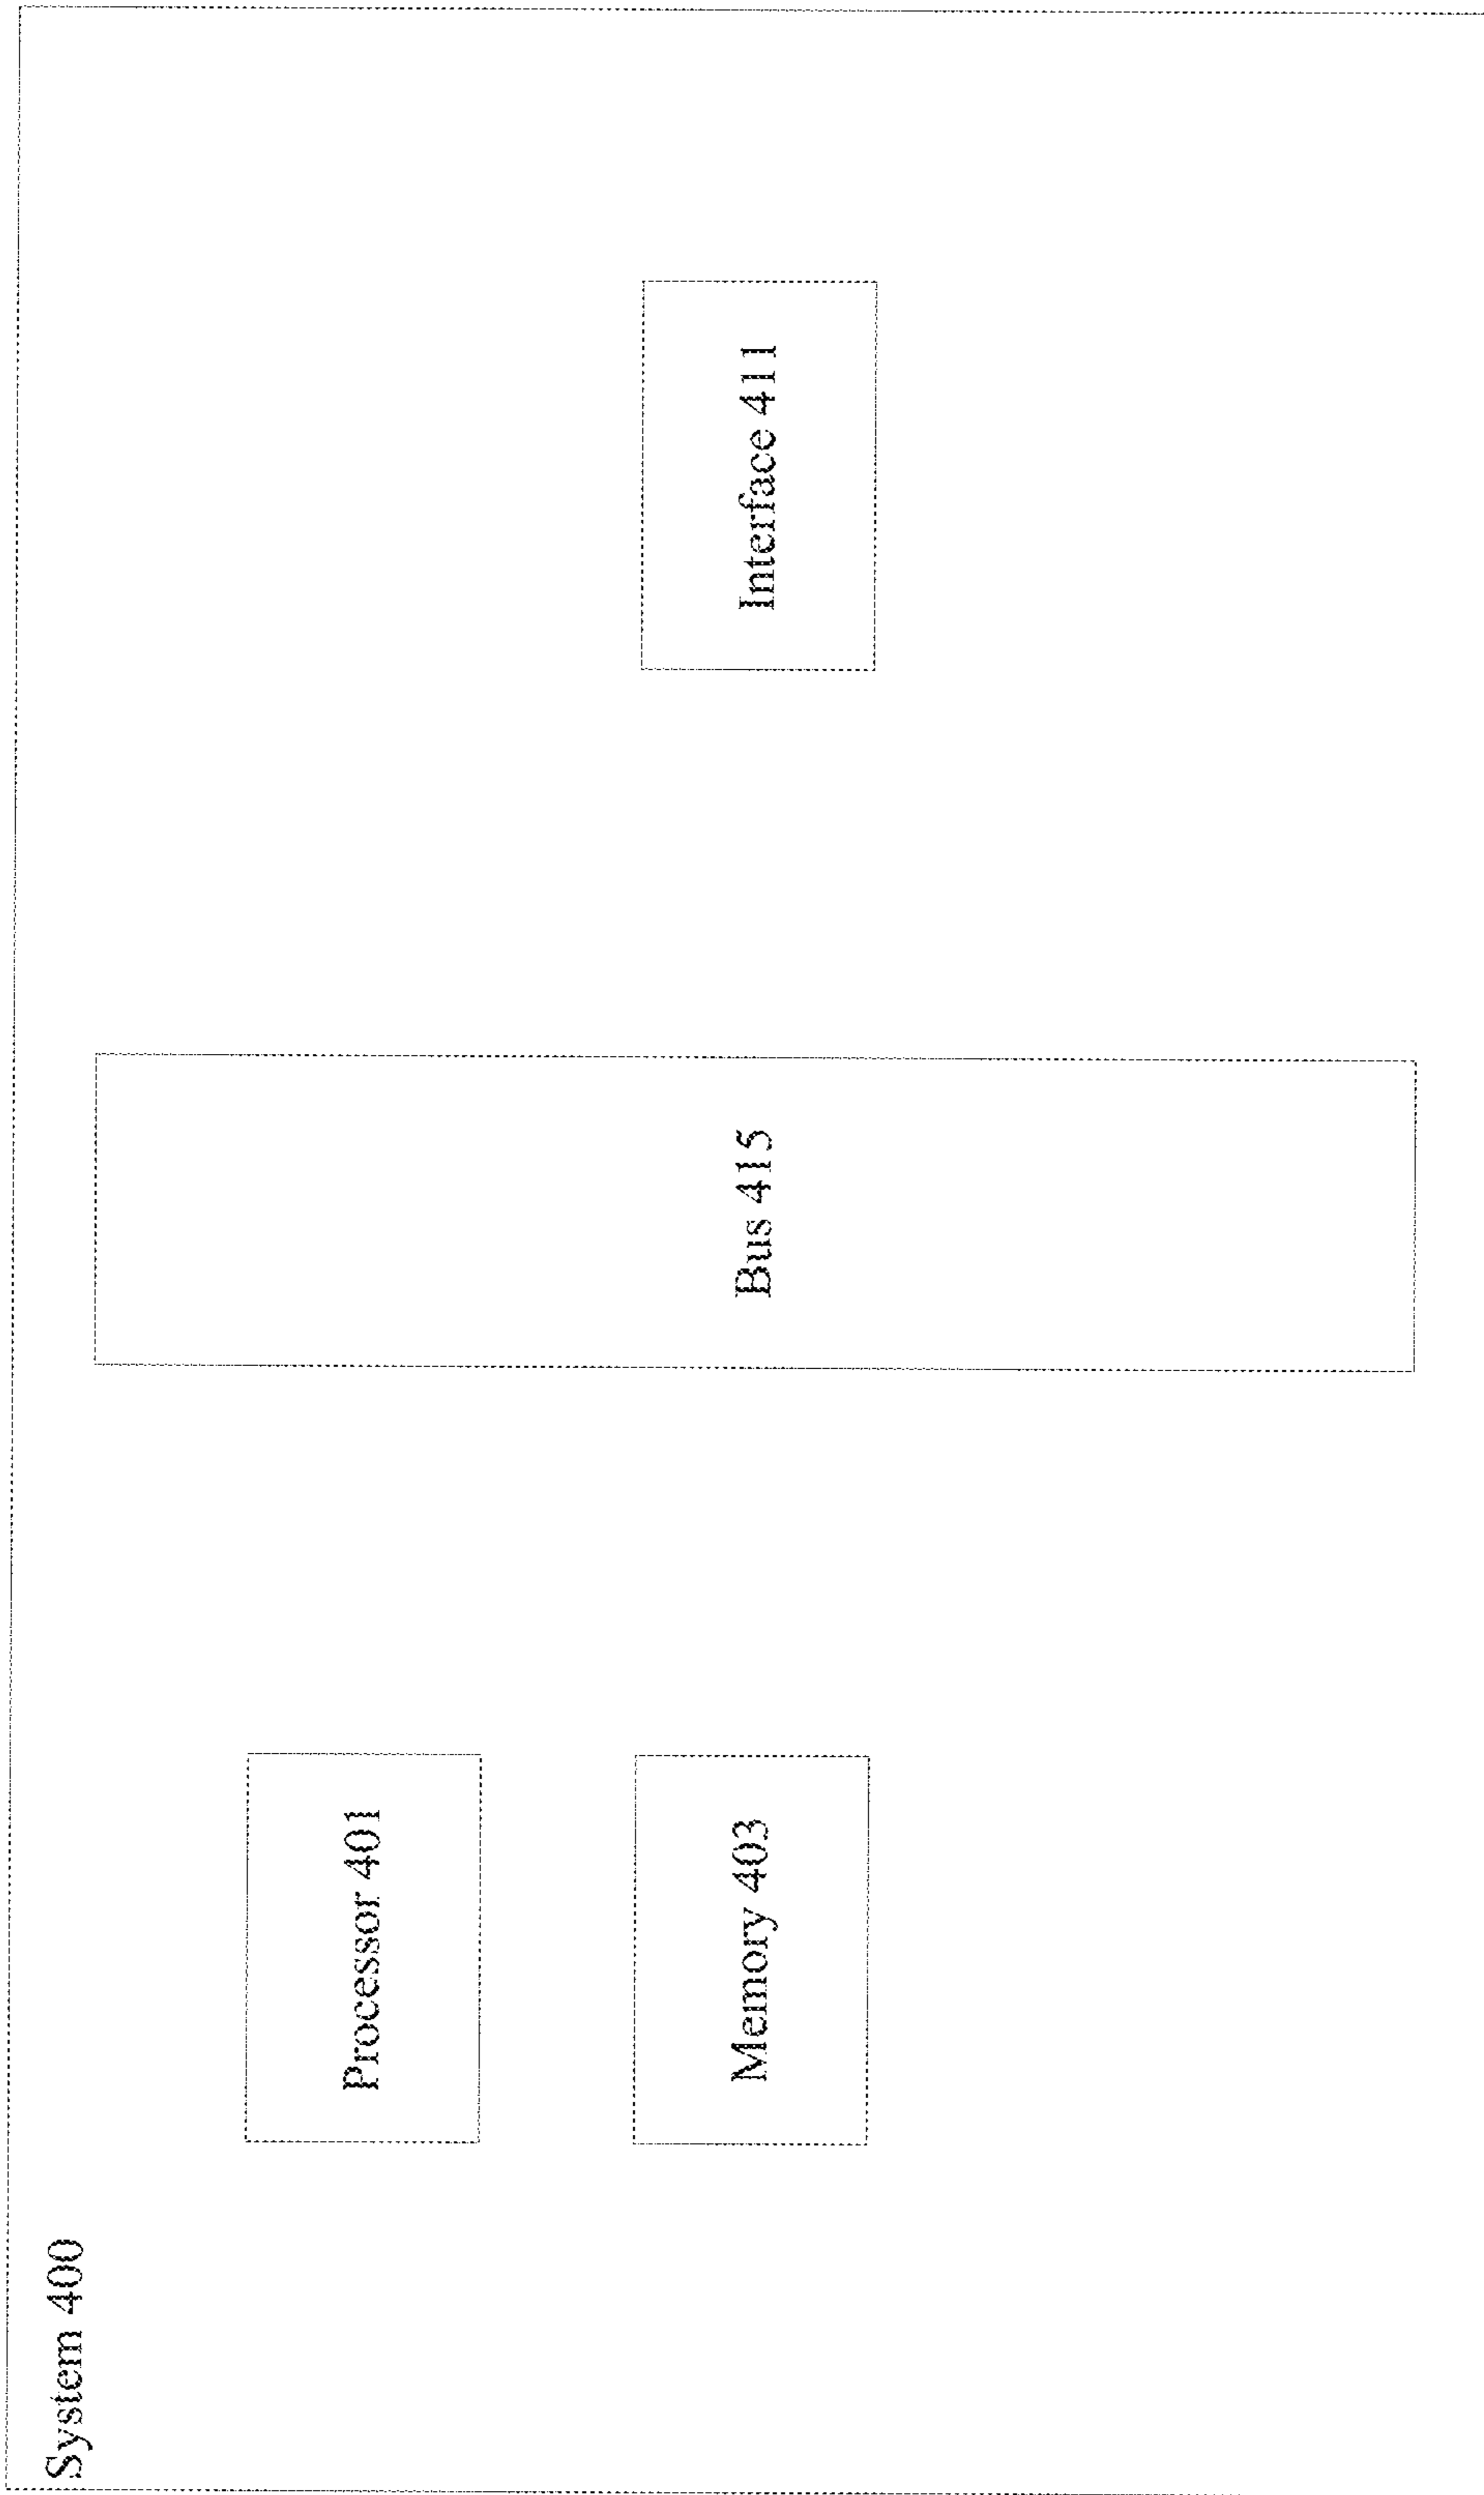 System 400
Processor 401
Memory 403
Bus 415
Interface 411